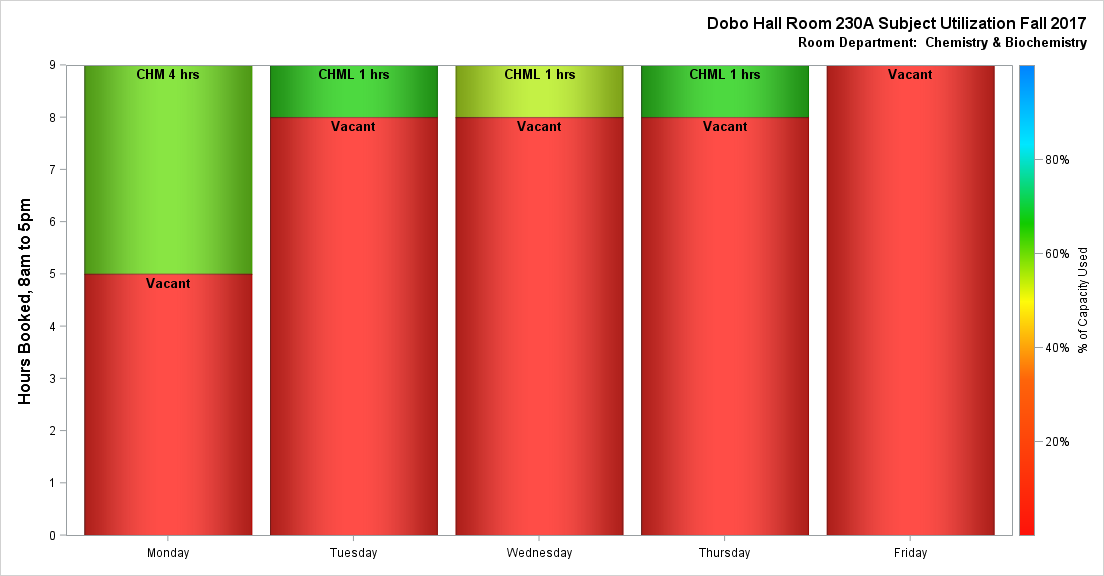 Dobo Hall Room 230A Subject Utilization Fall 2017
Room Department: Chemistry & Biochemistry
Hours Booked, 8am to 5pm
9
8
7
6
5
4
3
2
1
0
CHM 4 hrs
Vacant
CHML 1 hrs
Vacant
CHML 1 hrs
Vacant
CHML 1 hrs
Vacant
Vacant
Monday
Tuesday
Wednesday
Thursday
Friday
80%
60%
40%
20%
% of Capacity Used